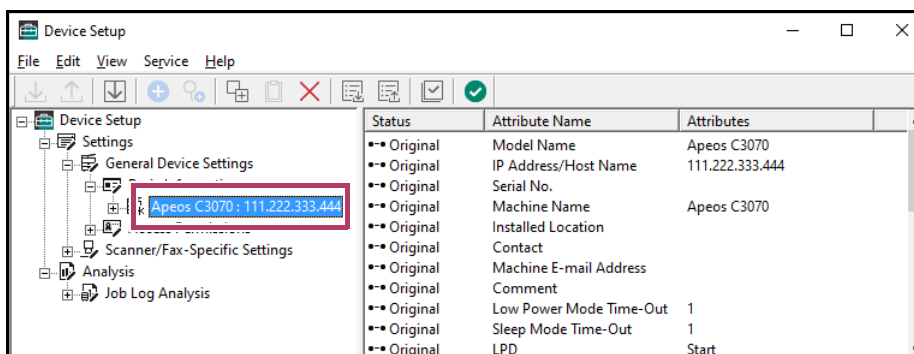 Device Setup
File Edit View Service Help
Device Setup
Settings
General Device Settings
Apeos C3070 : 111.222.333.444
Scanner/Fax-Specific Settings
Analysis
Job Log Analysis
Status Attribute Name Attributes
Original Model Name Apeos C3070
Original IP Address/Host Name 111.222.333.444
Original Serial No.
Original Machine Name Apeos C3070
Original Installed Location
Original Contact
Original Machine E-mail Address
Original Comment
Original Low Power Mode Time-Out 1
Original Sleep Mode Time-Out 1
Original LPD Start